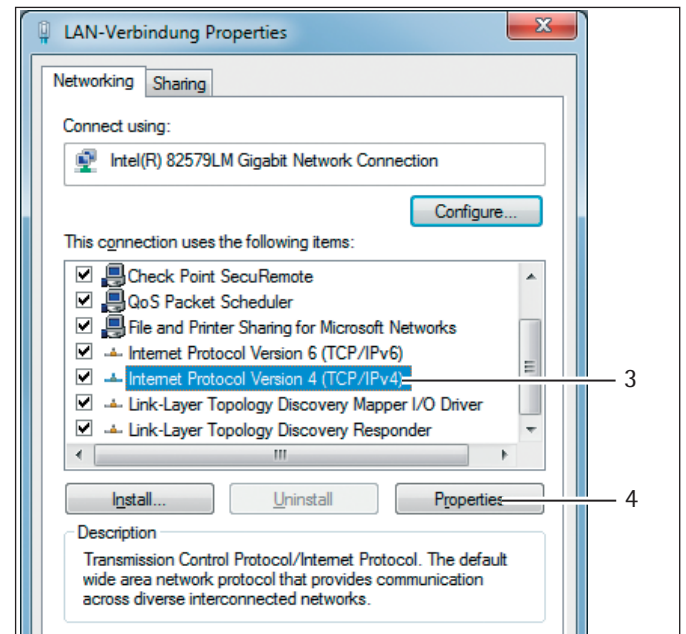 LAN-Verbindung Properties
X
Networking Sharing
Connect using:
Intel(R) 82579LM Gigabit Network Connection
Configure...
This connection uses the following items:
Check Point SecuRemote
QoS Packet Scheduler
File and Printer Sharing for Microsoft Networks
Internet Protocol Version 6 (TCP/IPv6)
Internet Protocol Version 4 (TCP/IPv4) 3
Link-Layer Topology Discovery Mapper I/O Driver
Link-Layer Topology Discovery Responder
Install... Uninstall Properties 4
Description
Transmission Control Protocol/Internet Protocol. The default
wide area network protocol that provides communication
across diverse interconnected networks.